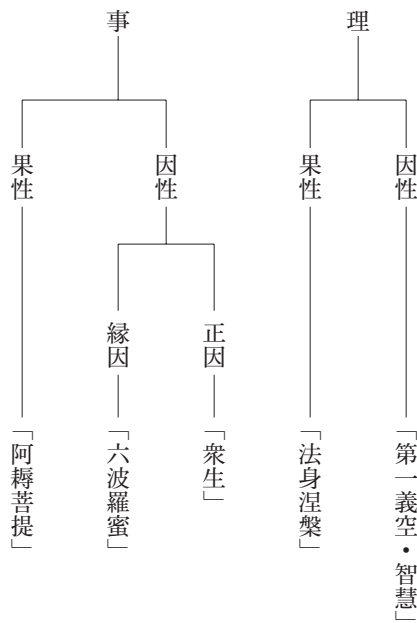 理
因性
「第一義空・智慧」
果性
「法身涅槃」
事
因性
正因
「衆生」
縁因
「六波羅蜜」
果性
「阿耨菩提」